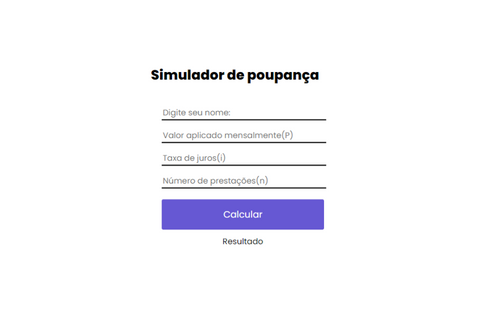 Simulador de poupança
Digite seu nome:
Valor aplicado mensalmente(P)
Taxa de juros(i)
Número de prestações(n)
Calcular
Resultado